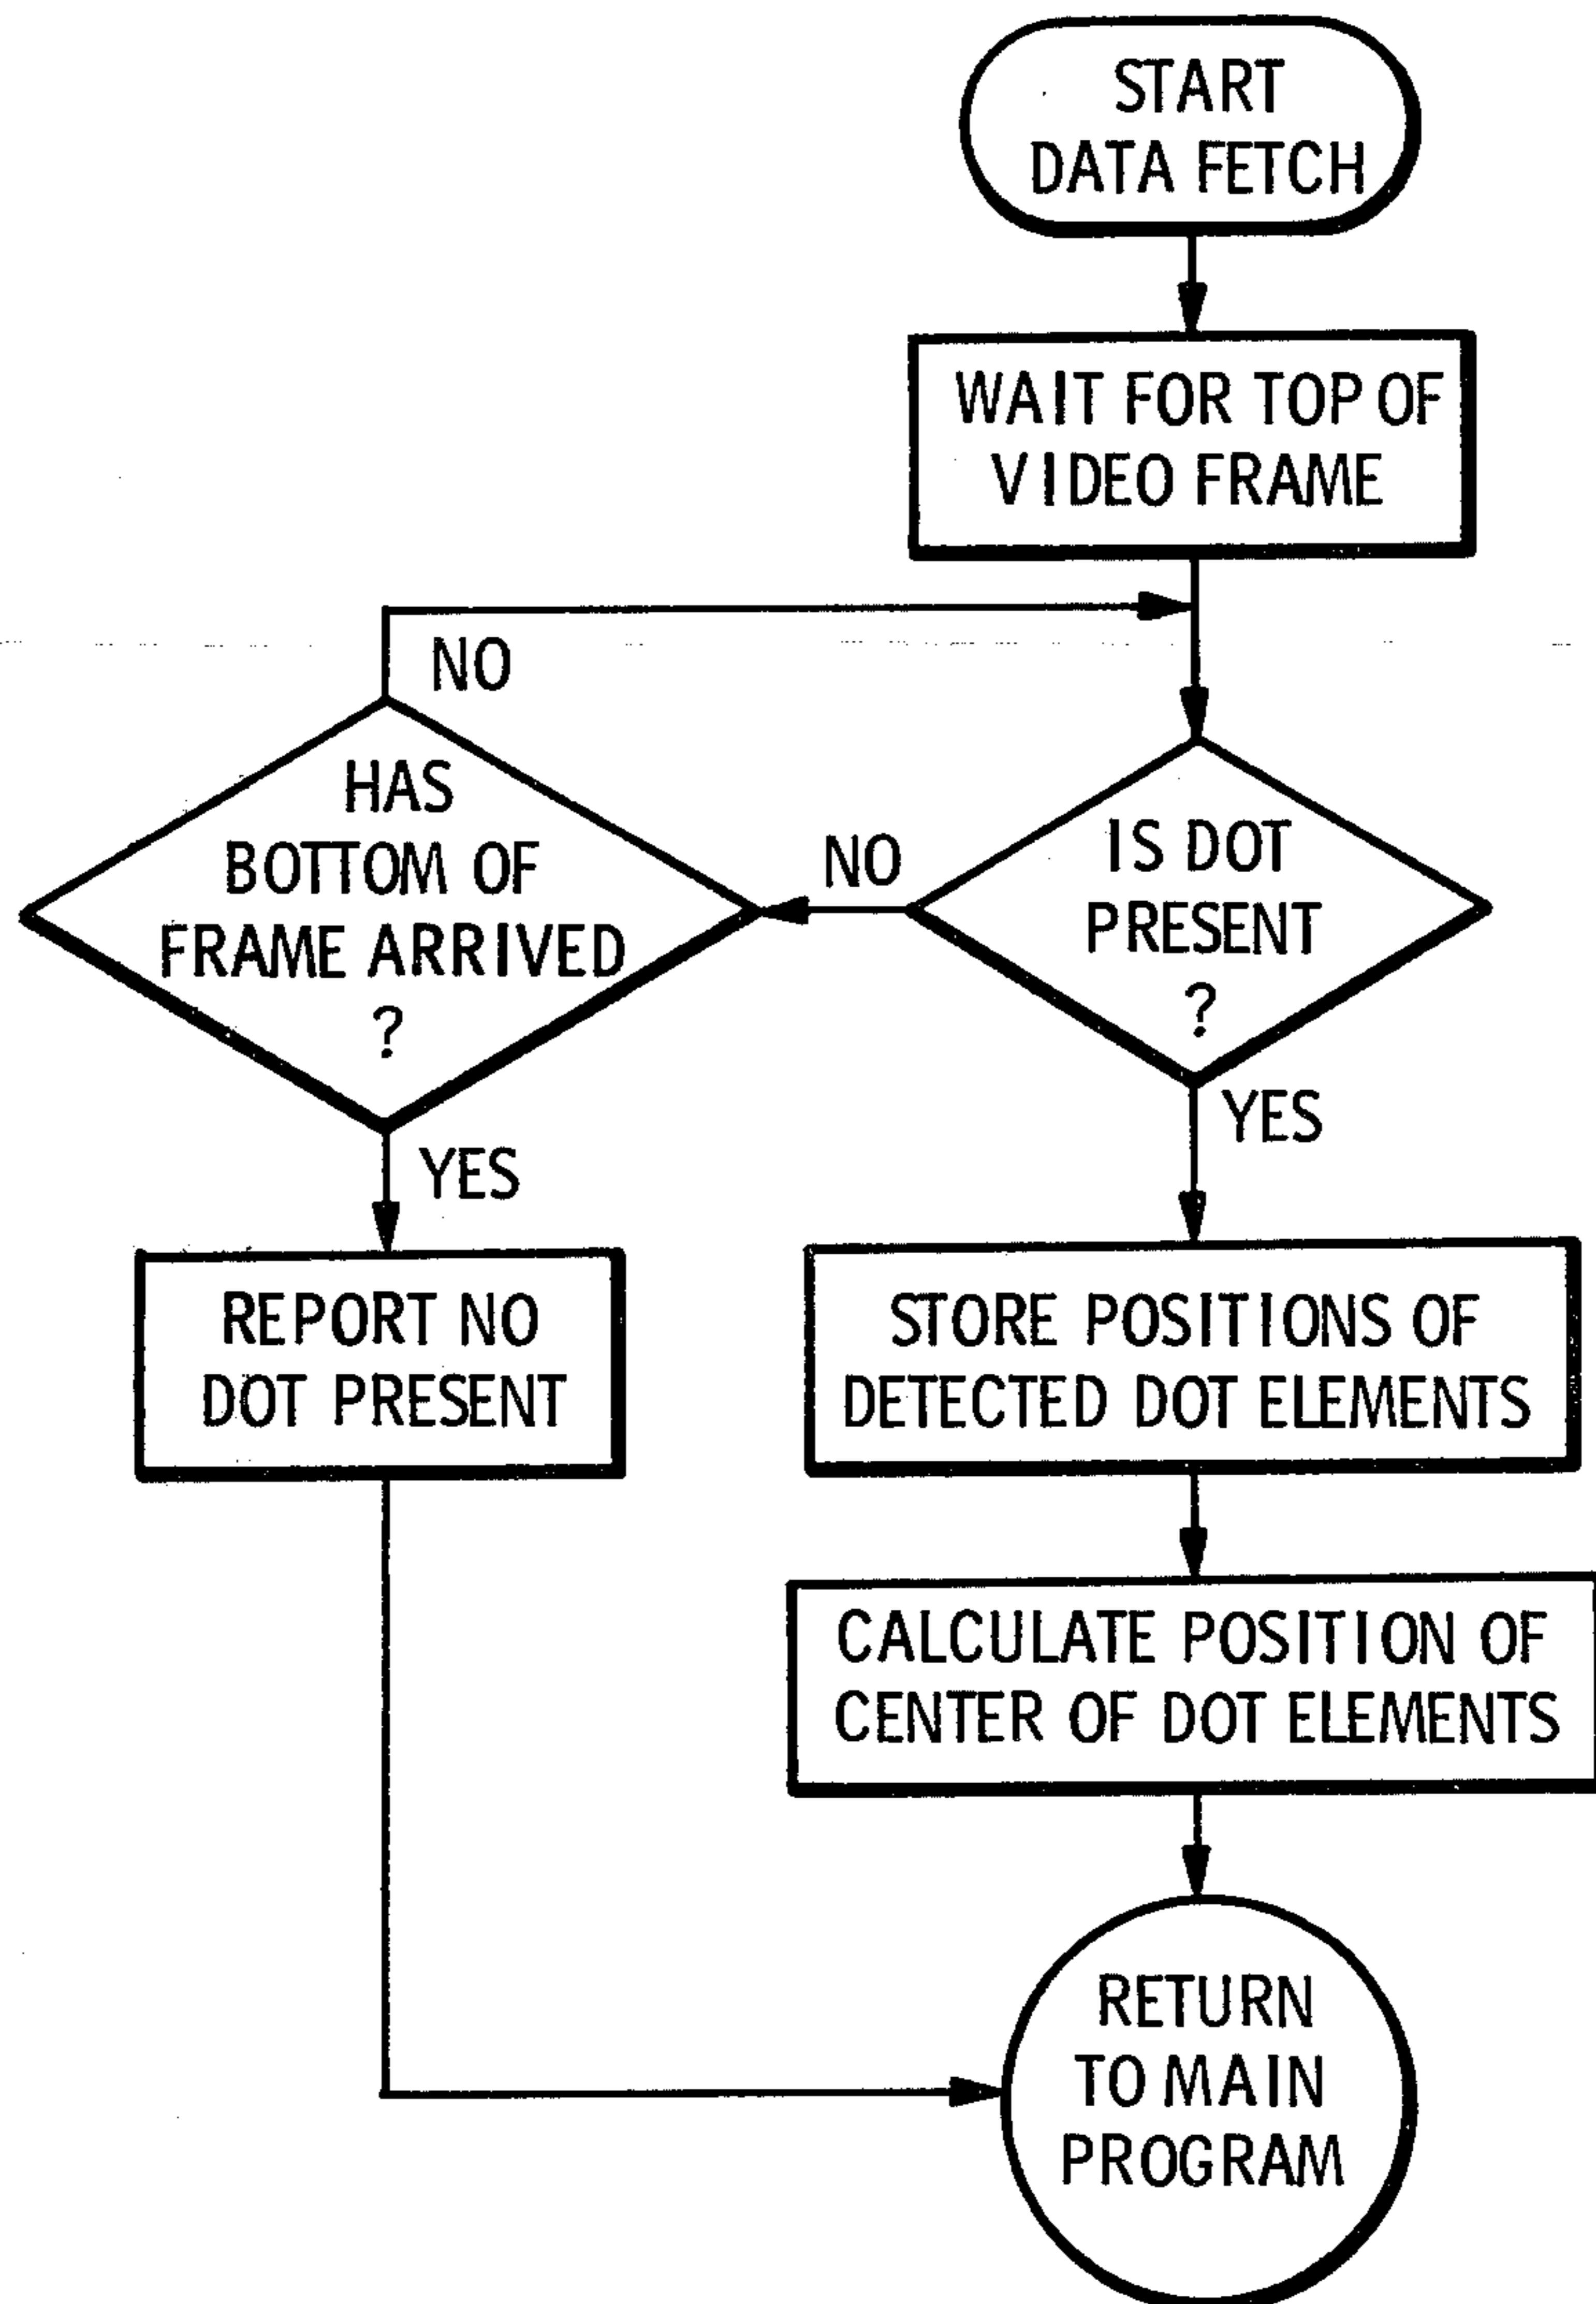 START
DATA FETCH
WAIT FOR TOP OF
VIDEO FRAME
NO
HAS
BOTTOM OF
FRAME ARRIVED
?
NO
IS DOT
PRESENT
?
YES
YES
REPORT NO
DOT PRESENT
STORE POSITIONS OF
DETECTED DOT ELEMENTS
CALCULATE POSITION OF
CENTER OF DOT ELEMENTS
RETURN
TO MAIN
PROGRAM